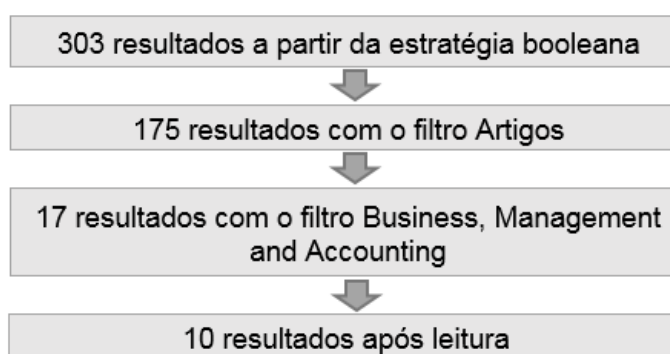 303 resultados a partir da estratégia booleana
175 resultados com o filtro Artigos
17 resultados com o filtro Business, Management
and Accounting
10 resultados após leitura